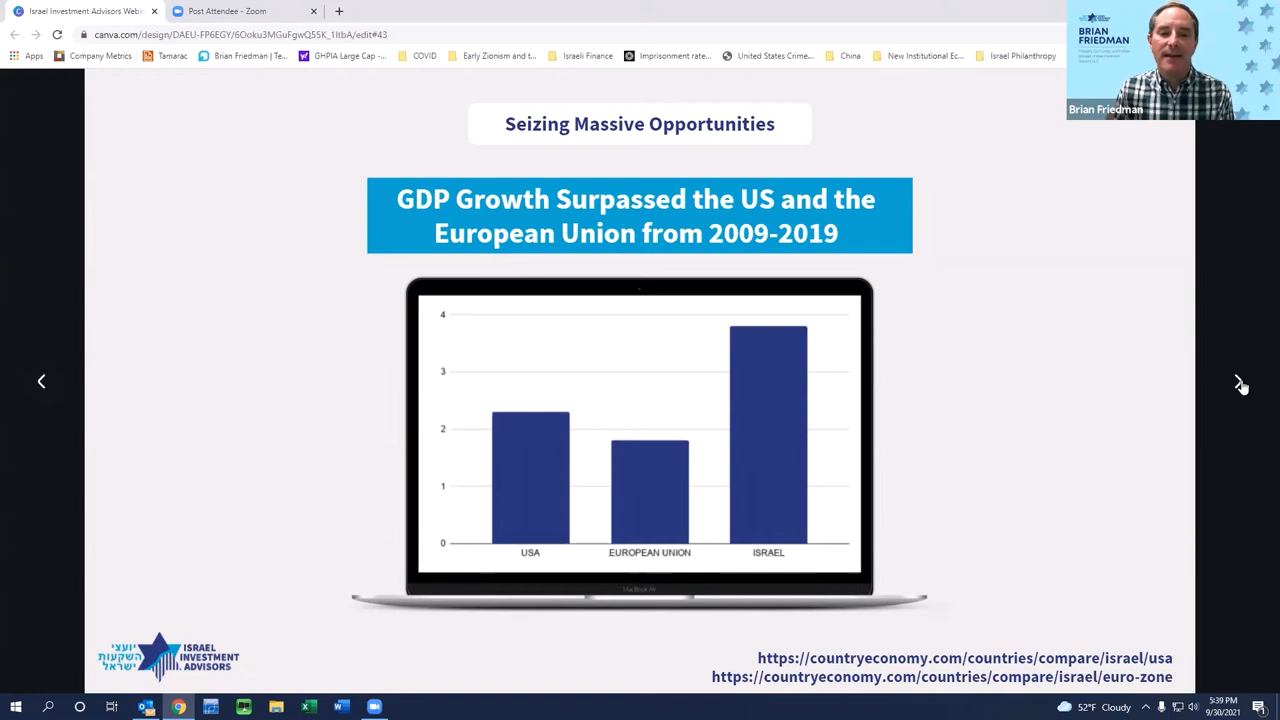 Israel Investment Advisors Webin
Post Attendee - Zoom
canva.com/design/DAEU-FP6EGY/6Ooku3MGuFgwQ55K_1ItbA/edit#43
Apps
Company Metrics
Tamarac
Brian Friedman | Te...
GHPIA Large Cap
COVID
Early Zionism and t...
Israeli Finance
Imprisonment rate...
United States Crime...
China
New Institutional Ec...
Israel Philanthropy
BRIAN
FRIEDMAN
Brian Friedman
Seizing Massive Opportunities
GDP Growth Surpassed the US and the
European Union from 2009-2019
4
3
2
1
0
USA
EUROPEAN UNION
ISRAEL
MacBook Air
יועצי
השקעות
ישראל
ISRAEL
INVESTMENT
ADVISORS
https://countryeconomy.com/countries/compare/israel/usa
https://countryeconomy.com/countries/compare/israel/euro-zone
52°F Cloudy
5:39 PM
9/30/2021